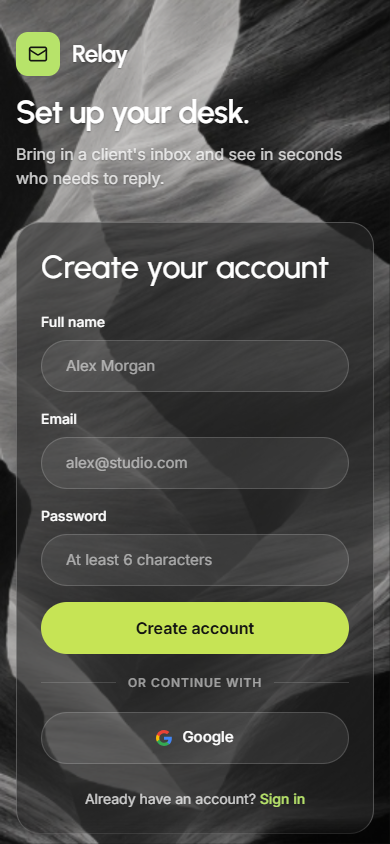 Relay
Set up your desk.
Bring in a client's inbox and see in seconds
who needs to reply.
Create your account
Full name
Alex Morgan
Email
alex@studio.com
Password
At least 6 characters
Create account
OR CONTINUE WITH
Google
Already have an account? Sign in